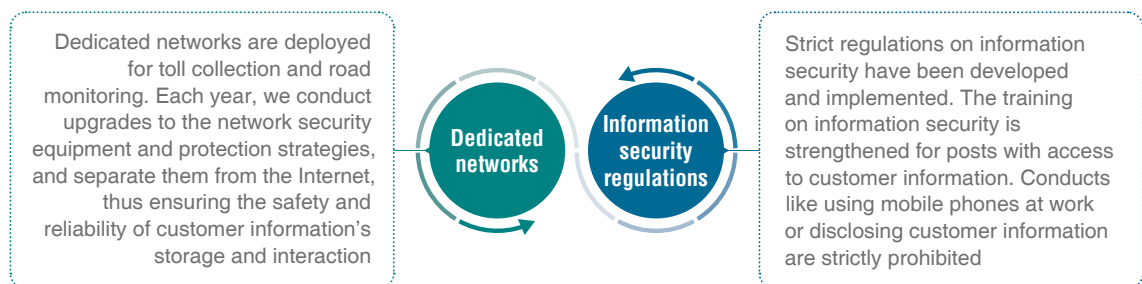 Dedicated networks are deployed
for toll collection and road
monitoring. Each year, we conduct
upgrades to the network security
equipment and protection strategies,
and separate them from the Internet,
thus ensuring the safety and
reliability of customer information's
storage and interaction
Dedicated
networks
Information
security
regulations
Strict regulations on information
security have been developed
and implemented. The training
on information security is
strengthened for posts with access
to customer information. Conducts
like using mobile phones at work
or disclosing customer information
are strictly prohibited